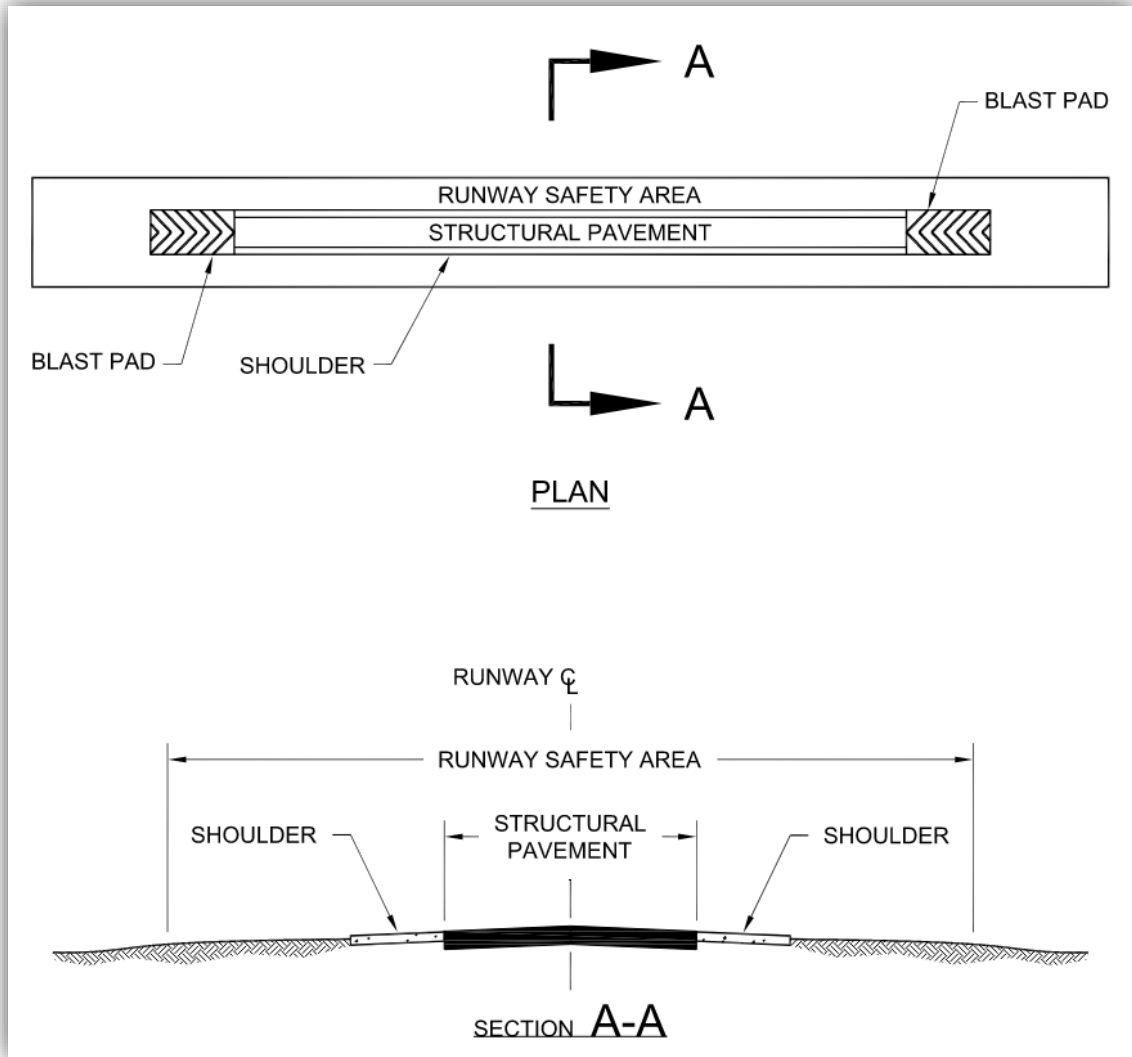 A
BLAST PAD
RUNWAY SAFETY AREA
STRUCTURAL PAVEMENT
BLAST PAD
SHOULDER
A
PLAN
RUNWAY ℄
RUNWAY SAFETY AREA
SHOULDER
STRUCTURAL
PAVEMENT
SHOULDER
SECTION A-A